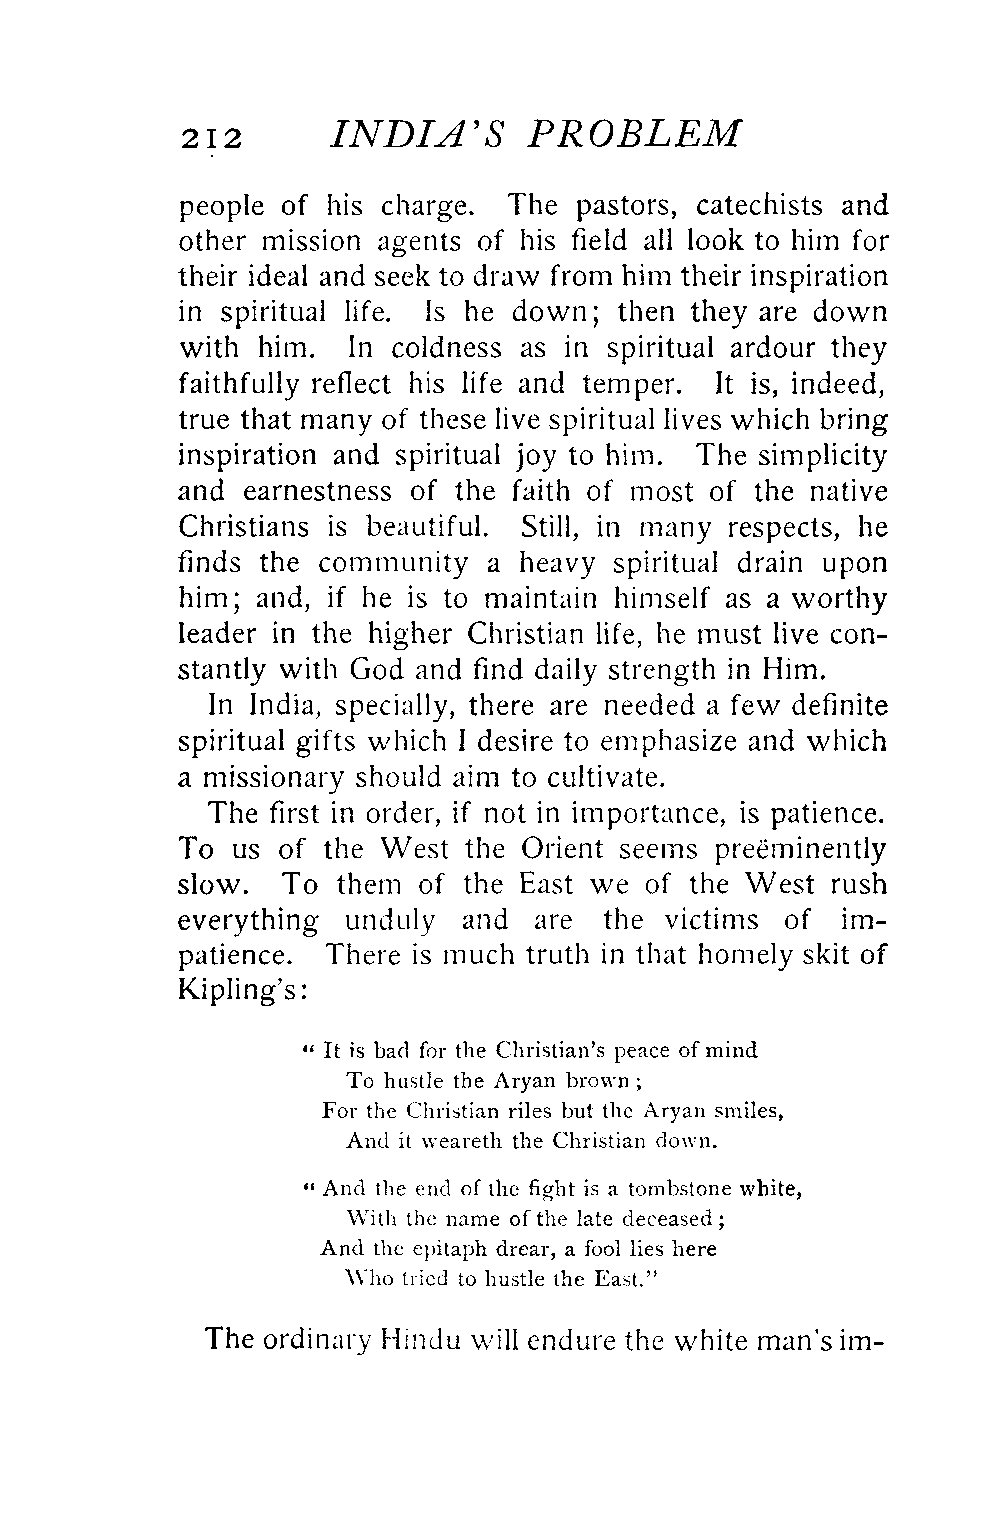 212 INDIA'S PROBLEM
people of his charge. The pastors, catechists and
other mission agents of his field all look to him for
their ideal and seek to draw from him their inspiration
in spiritual life. Is he down; then they are down
with him. In coldness as in spiritual ardour they
faithfully reflect his life and temper. It is, indeed,
true that many of these live spiritual lives which bring
inspiration and spiritual joy to him. The simplicity
and earnestness of the faith of most of the native
Christians is beautiful. Still, in many respects, he
finds the community a heavy spiritual drain upon
him; and, if he is to maintain himself as a worthy
leader in the higher Christian life, he must live con-
stantly with God and find daily strength in Him.
In India, specially, there are needed a few definite
spiritual gifts which I desire to emphasize and which
a missionary should aim to cultivate.
The first in order, if not in importance, is patience.
To us of the West the Orient seems preëminently
slow. To them of the East we of the West rush
everything unduly and are the victims of im-
patience. There is much truth in that homely skit of
Kipling's:
"It is bad for the Christian's peace of mind
To hustle the Aryan brown;
For the Christian riles but the Aryan smiles,
And it weareth the Christian down.
"And the end of the fight is a tombstone white,
With the name of the late deceased;
And the epitaph drear, a fool lies here
Who tried to hustle the East."
The ordinary Hindu will endure the white man's im-